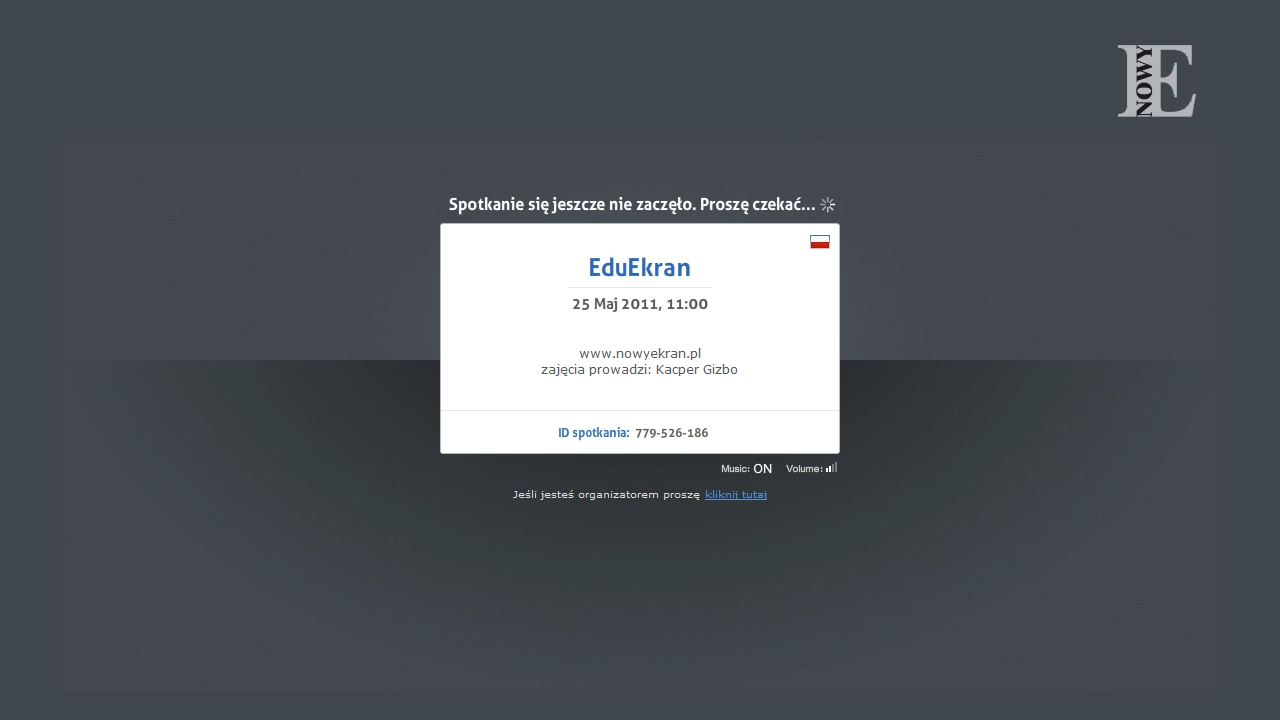 NOWY E
Spotkanie się jeszcze nie zaczęło. Proszę czekać...
EduEkran
25 Maj 2011, 11:00
www.nowyekran.pl
zajęcia prowadzi: Kacper Gizbo
ID spotkania: 779-526-186
Music: ON Volume:
Jeśli jesteś organizatorem proszę kliknij tutaj